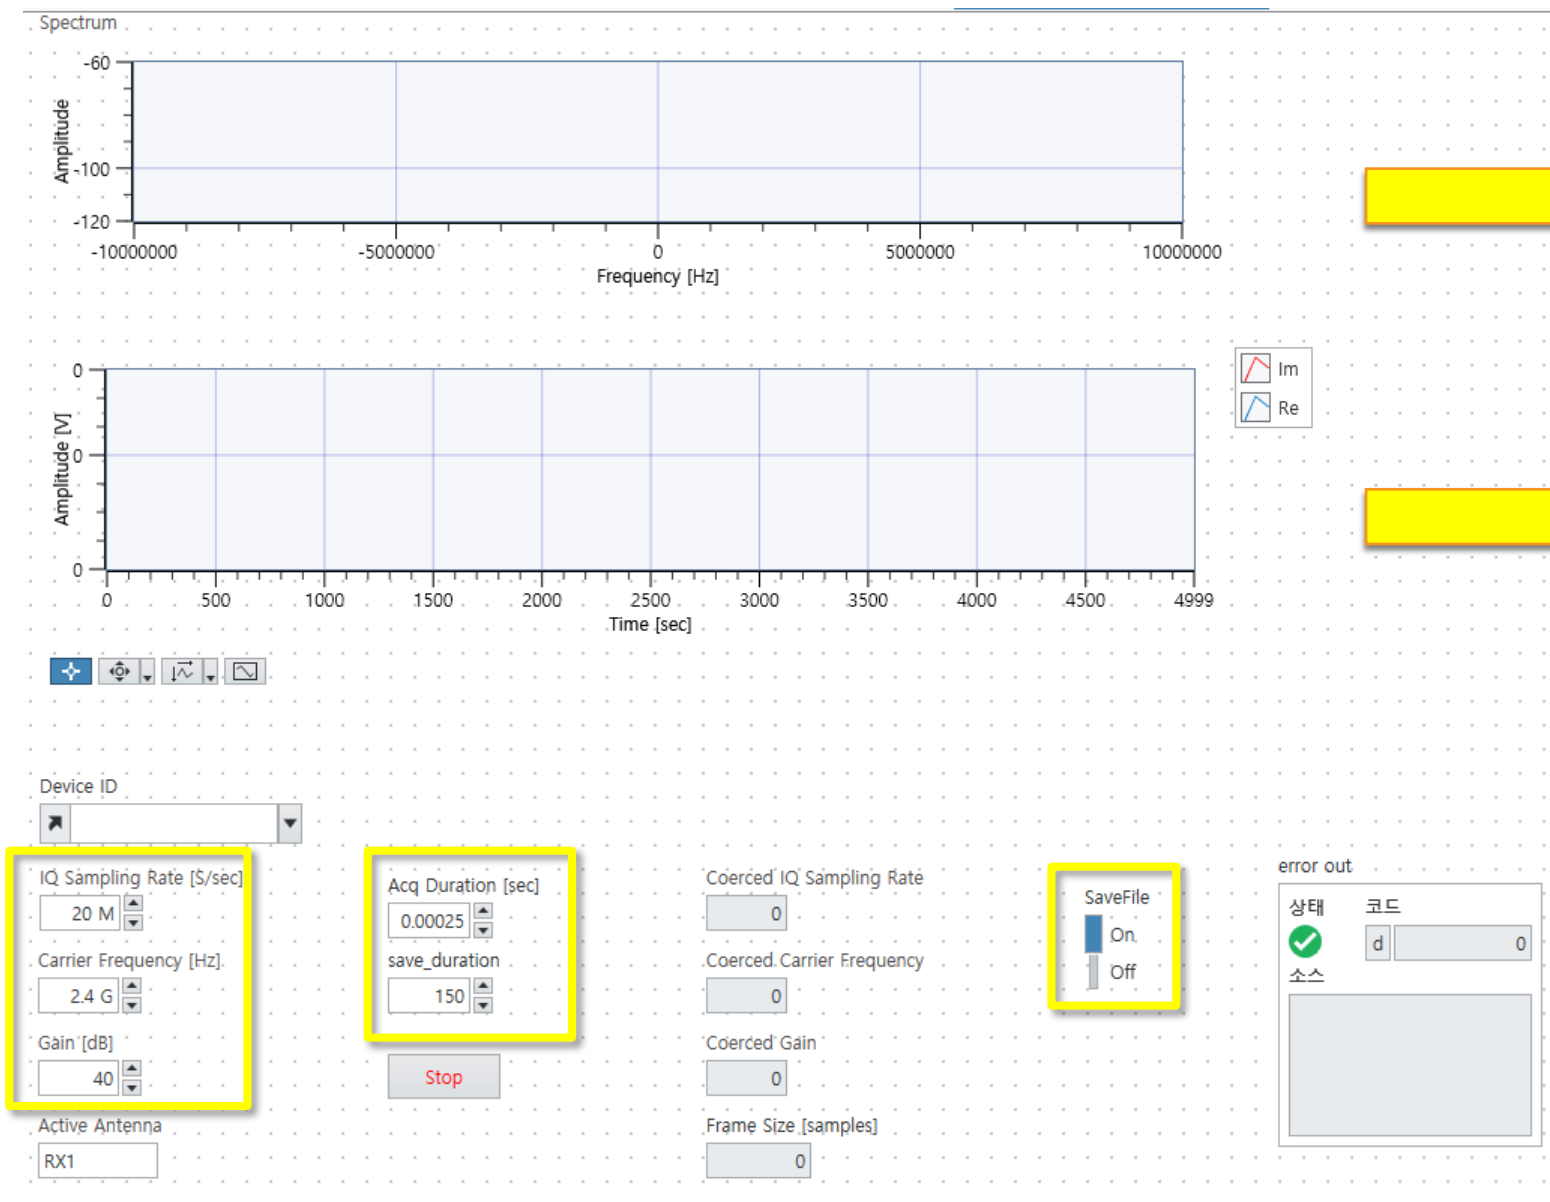 Spectrum
-60
-100
-120
Amplitude
-10000000
-5000000
0
5000000
10000000
Frequency [Hz]
0
0
0
Amplitude [V]
0
500
1000
1500
2000
2500
3000
3500
4000
4500
4999
Time [sec]
Im
Re
Device ID
IQ Sampling Rate [S/sec]
20 M
Carrier Frequency [Hz]
2.4 G
Gain [dB]
40
Active Antenna
RX1
Acq Duration [sec]
0.00025
save_duration
150
Stop
Coerced IQ Sampling Rate
0
Coerced Carrier Frequency
0
Coerced Gain
0
Frame Size [samples]
0
SaveFile
On
Off
error out
상태
코드
d
0
소스